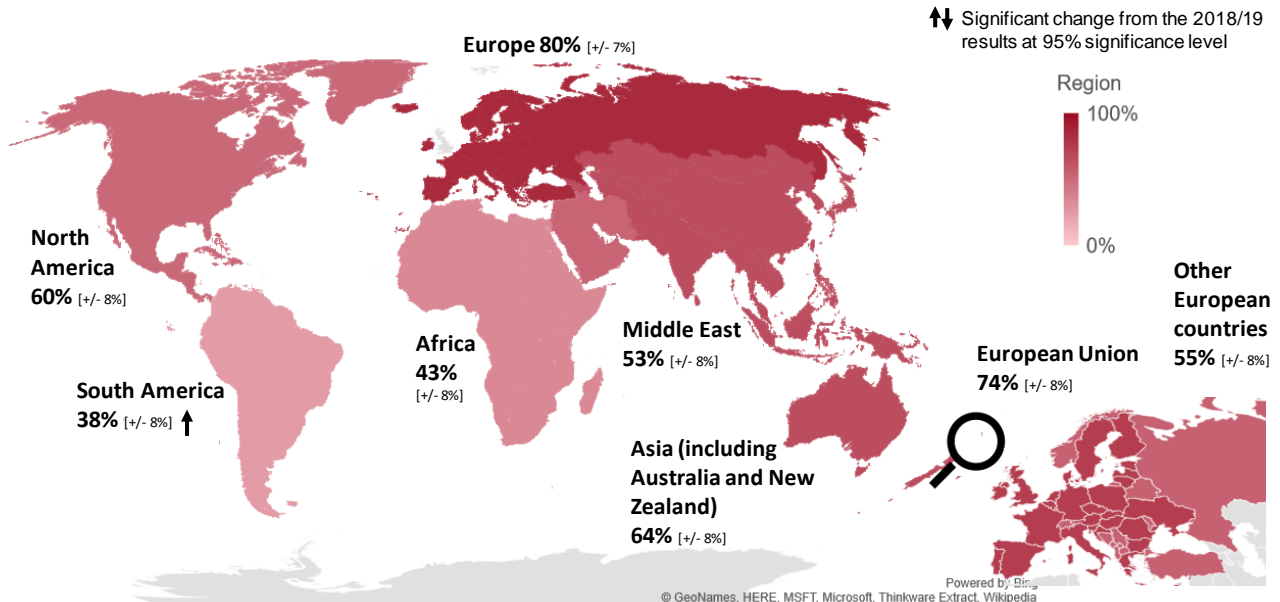 Significant change from the 2018/19
results at 95% significance level
Europe 80% [+/- 7%]
Region
100%
0%
North
America
60% [+/- 8%]
South America
38% [+/- 8%]
Africa
43%
[+/- 8%]
Middle East
53% [+/- 8%]
Asia (including
Australia and New
Zealand)
64% [+/- 8%]
European Union
74% [+/- 8%]
Other
European
countries
55% [+/- 8%]
Powered by Bing
© GeoNames, HERE, MSFT, Microsoft, Thinkware Extract, Wikipedia